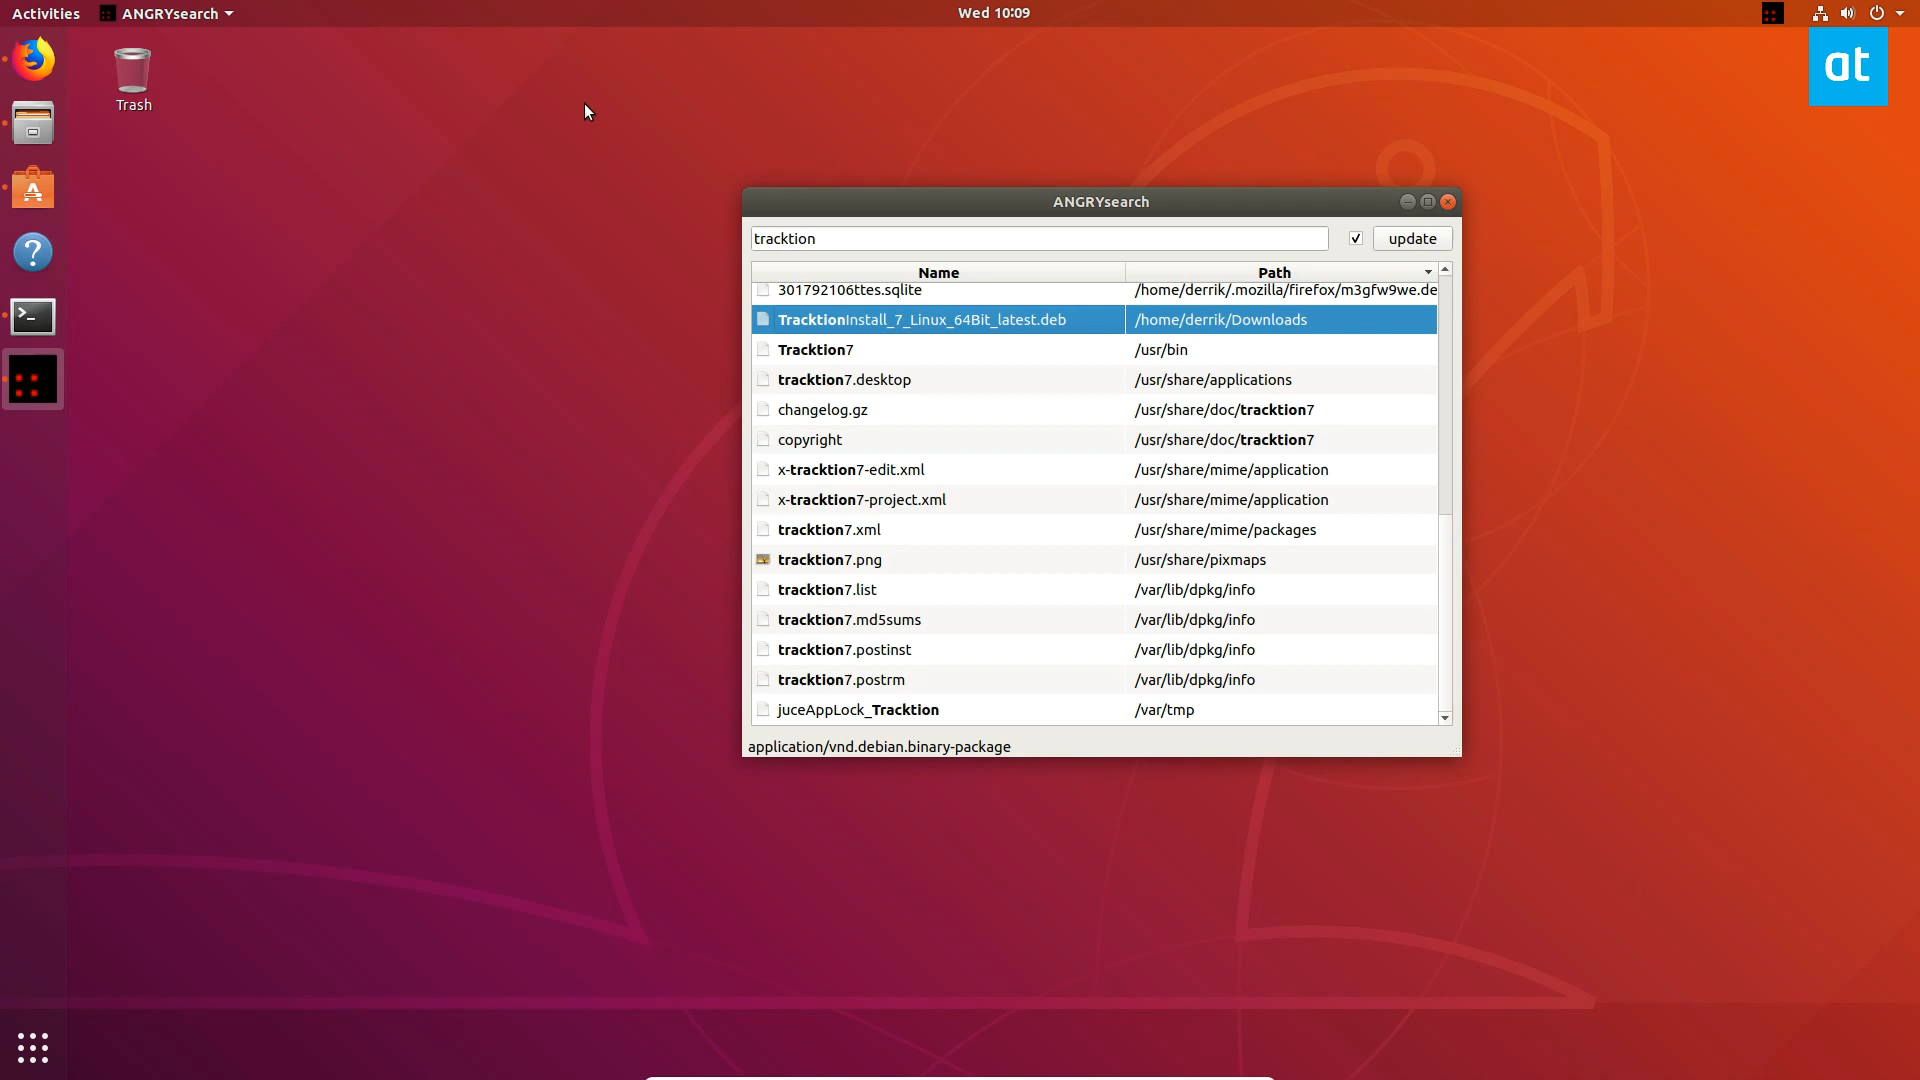 Activities ANGRYsearch Wed 10:09
at
Trash
ANGRYsearch
tracktion update
Name Path
301792106ttes.sqlite /home/derrik/.mozilla/firefox/m3gfw9we.de
TracktionInstall_7_Linux_64Bit_latest.deb /home/derrik/Downloads
Tracktion7 /usr/bin
tracktion7.desktop /usr/share/applications
changelog.gz /usr/share/doc/tracktion7
copyright /usr/share/doc/tracktion7
x-tracktion7-edit.xml /usr/share/mime/application
x-tracktion7-project.xml /usr/share/mime/application
tracktion7.xml /usr/share/mime/packages
tracktion7.png /usr/share/pixmaps
tracktion7.list /var/lib/dpkg/info
tracktion7.md5sums /var/lib/dpkg/info
tracktion7.postinst /var/lib/dpkg/info
tracktion7.postrm /var/lib/dpkg/info
juceAppLock_Tracktion /var/tmp
application/vnd.debian.binary-package